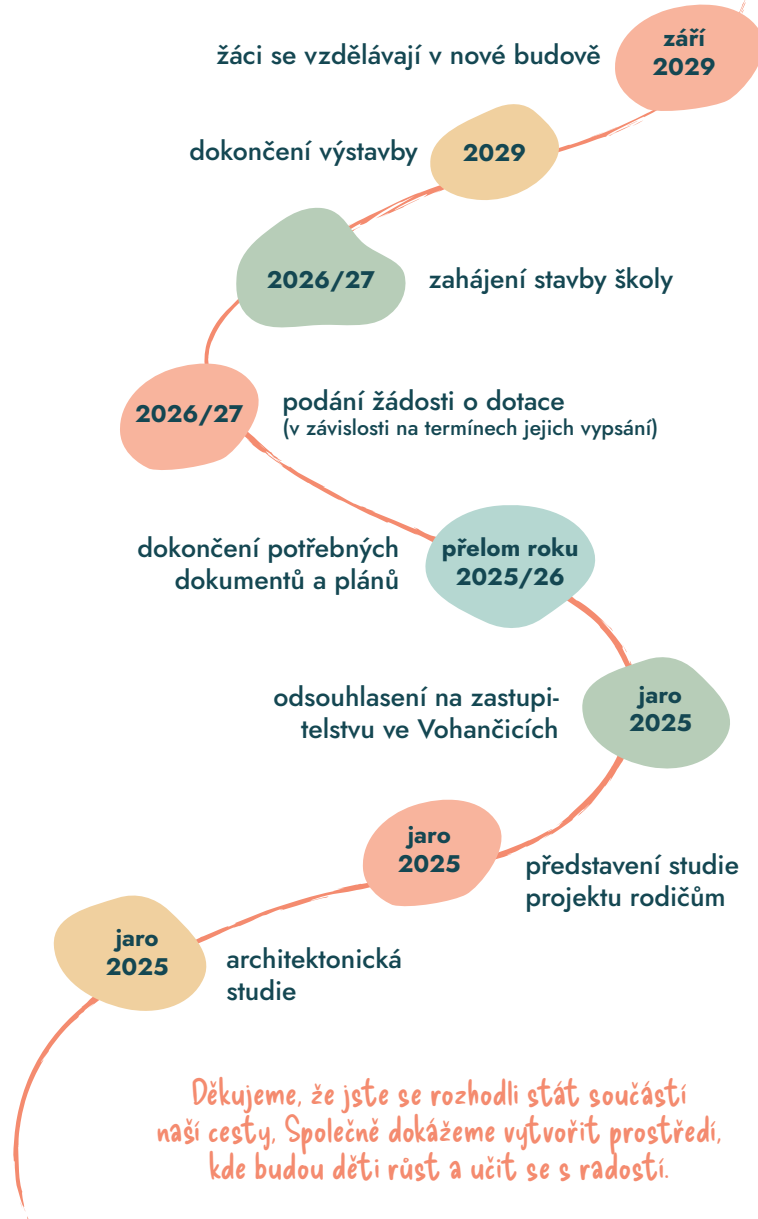 žáci se vzdělávají v nové budově
září
2029
dokončení výstavby
2029
2026/27
zahájení stavby školy
2026/27
podání žádosti o dotace
(v závislosti na termínech jejich vypsání)
dokončení potřebných
dokumentů a plánů
přelom roku
2025/26
odsouhlasení na zastupi-
telstvu ve Vohančicích
jaro
2025
jaro
2025
představení studie
projektu rodičům
jaro
2025
architektonická
studie
Děkujeme, že jste se rozhodli stát součástí
naší cesty, Společně dokážeme vytvořit prostředí,
kde budou děti růst a učit se s radostí.